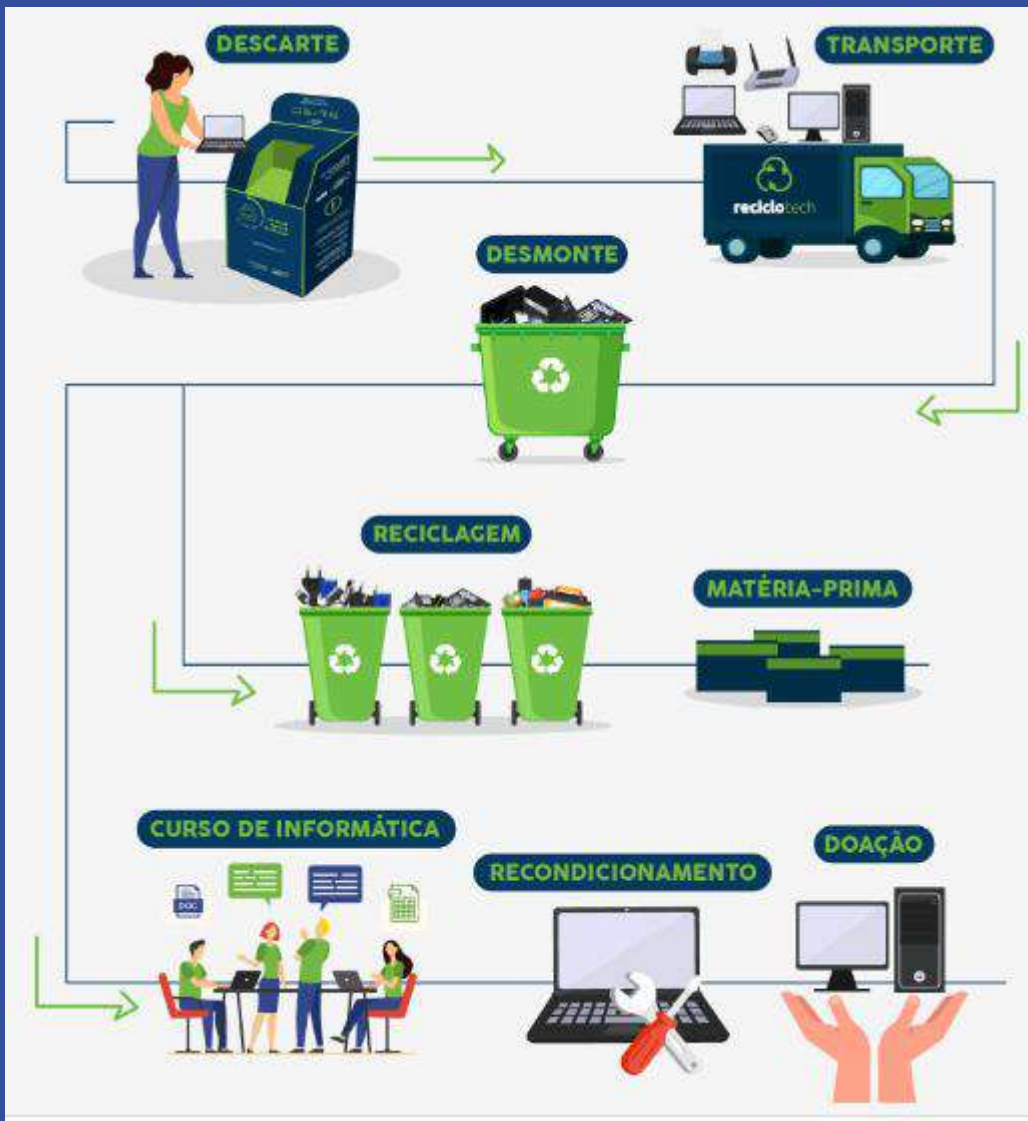 DESCARTE
TRANSPORTE
reciclotech
DESMONTE
RECICLAGEM
MATÉRIA-PRIMA
CURSO DE INFORMÁTICA
DOC
RECONDICIONAMENTO
DOAÇÃO